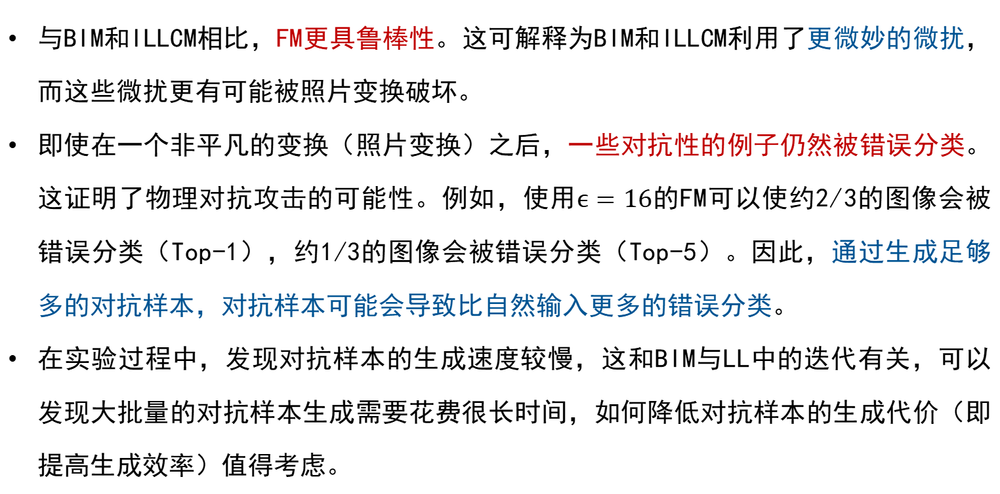 • 与BIM和ILLCM相比，FM更具鲁棒性。这可解释为BIM和ILLCM利用了更微妙的微扰，
而这些微扰更有可能被照片变换破坏。
• 即使在一个非平凡的变换（照片变换）之后，一些对抗性的例子仍然被错误分类。
这证明了物理对抗攻击的可能性。例如，使用ϵ = 16的FM可以使约2/3的图像会被
错误分类（Top-1），约1/3的图像会被错误分类（Top-5）。因此，通过生成足够
多的对抗样本，对抗样本可能会导致比自然输入更多的错误分类。
• 在实验过程中，发现对抗样本的生成速度较慢，这和BIM与LL中的迭代有关，可以
发现大批量的对抗样本生成需要花费很长时间，如何降低对抗样本的生成代价（即
提高生成效率）值得考虑。